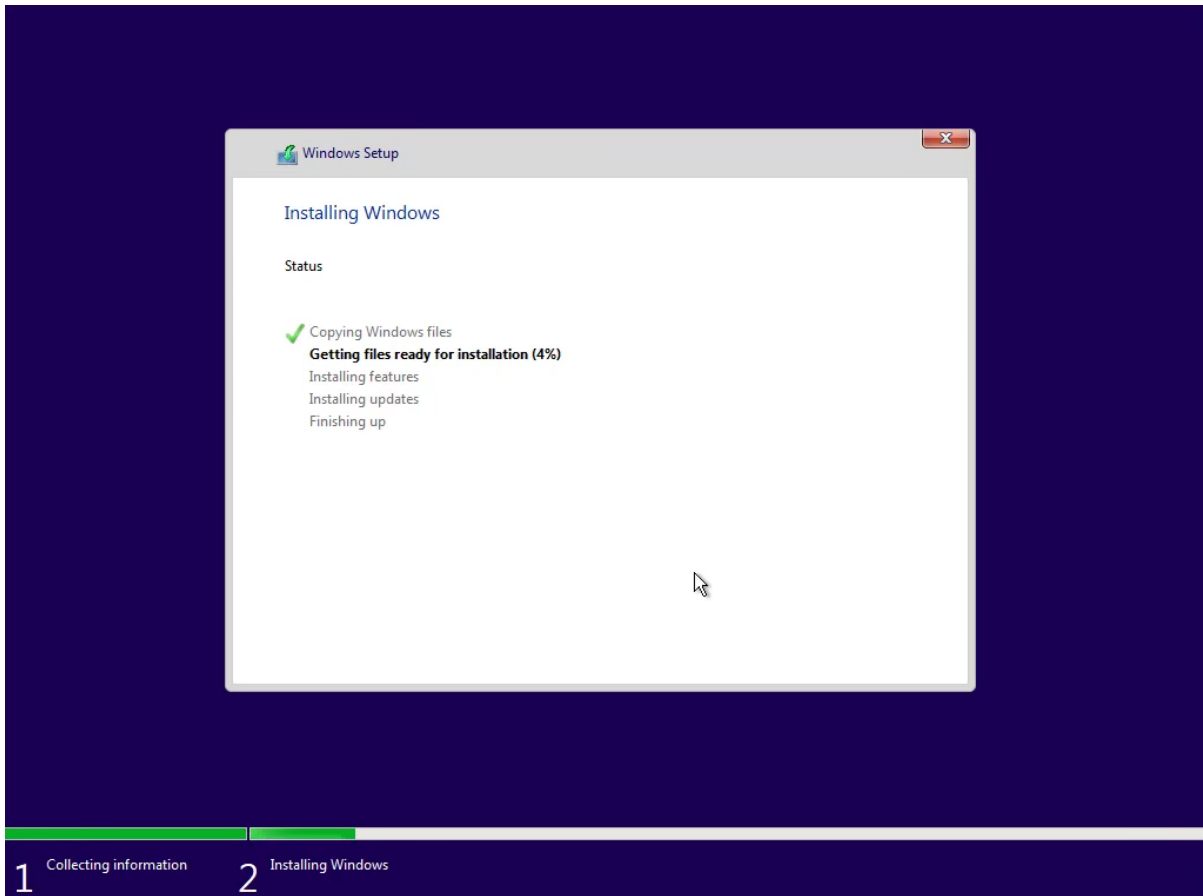 Windows Setup
Installing Windows
Status
Copying Windows files
Getting files ready for installation (4%)
Installing features
Installing updates
Finishing up
1 Collecting information
2 Installing Windows